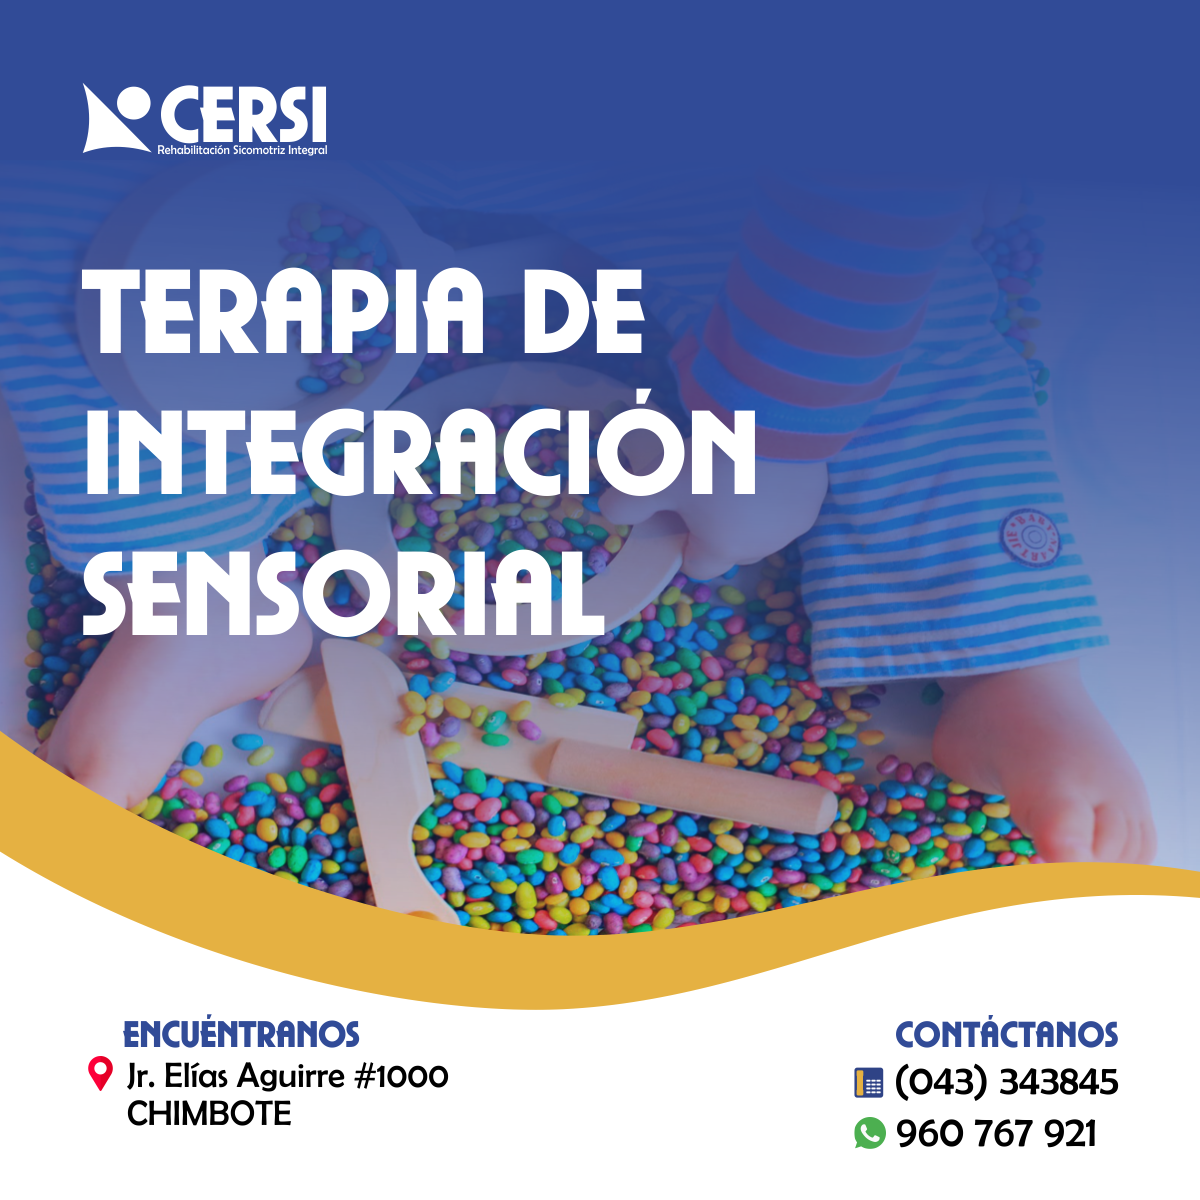 CERSI
Rehabilitación Sicomotriz Integral
TERAPIA DE
INTEGRACIÓN
SENSORIAL
ENCUÉNTRANOS
Jr. Elías Aguirre #1000
CHIMBOTE
CONTÁCTANOS
(043) 343845
960 767 921